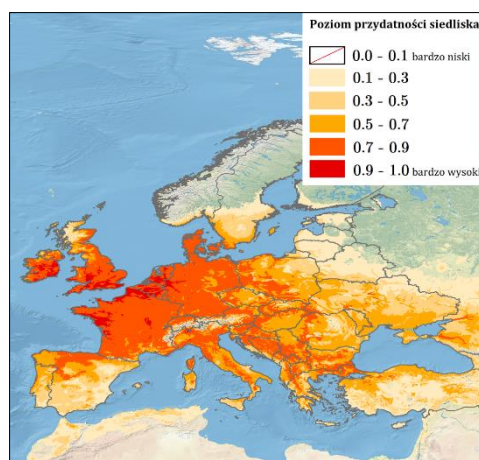 Poziom przydatności siedliska
0.0 - 0.1 bardzo niski
0.1 - 0.3
0.3 - 0.5
0.5 - 0.7
0.7 - 0.9
0.9 - 1.0 bardzo wysoki